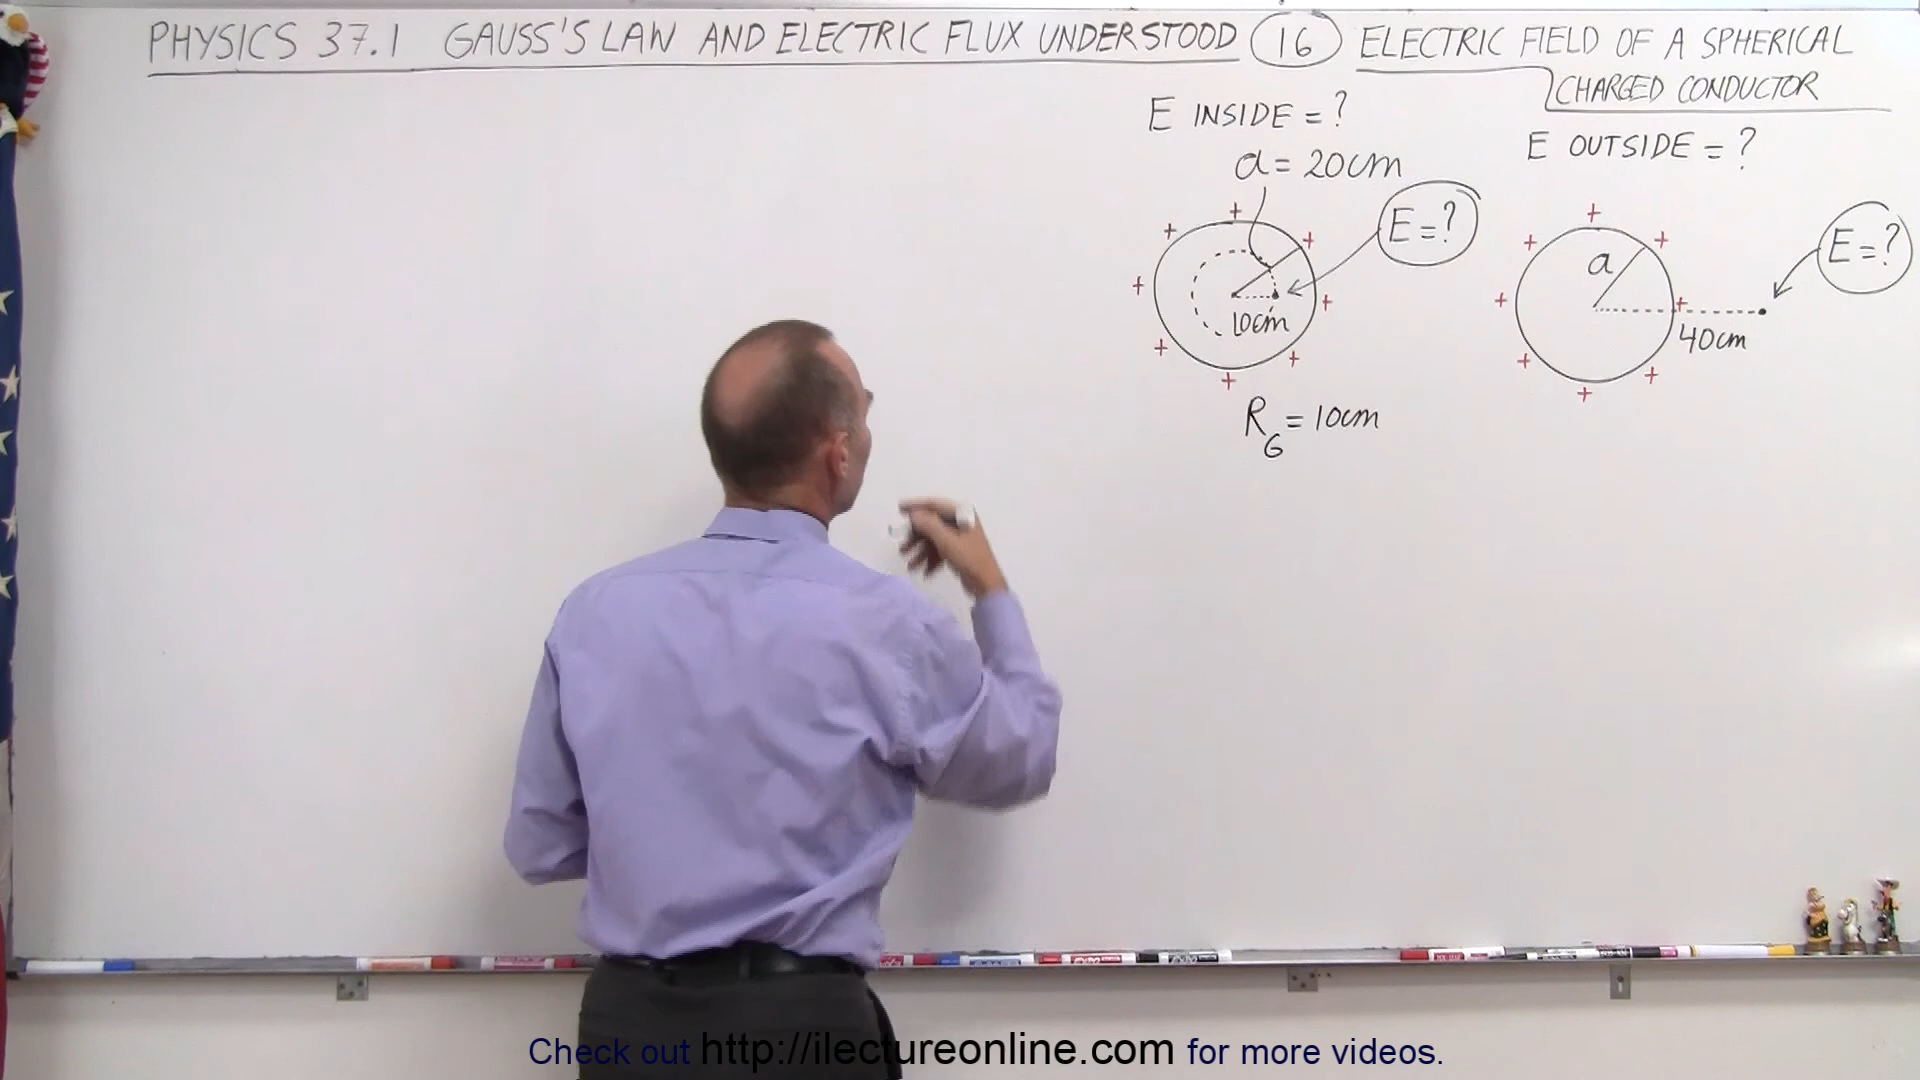 PHYSICS 37.1 GAUSS'S LAW AND ELECTRIC FLUX UNDERSTOOD 16 ELECTRIC FIELD OF A SPHERICAL
CHARGED CONDUCTOR
E INSIDE = ?
a = 20cm
E = ?
10cm
R_G = 10cm
E OUTSIDE = ?
a
E = ?
40cm
Check out http://ilectureonline.com for more videos.